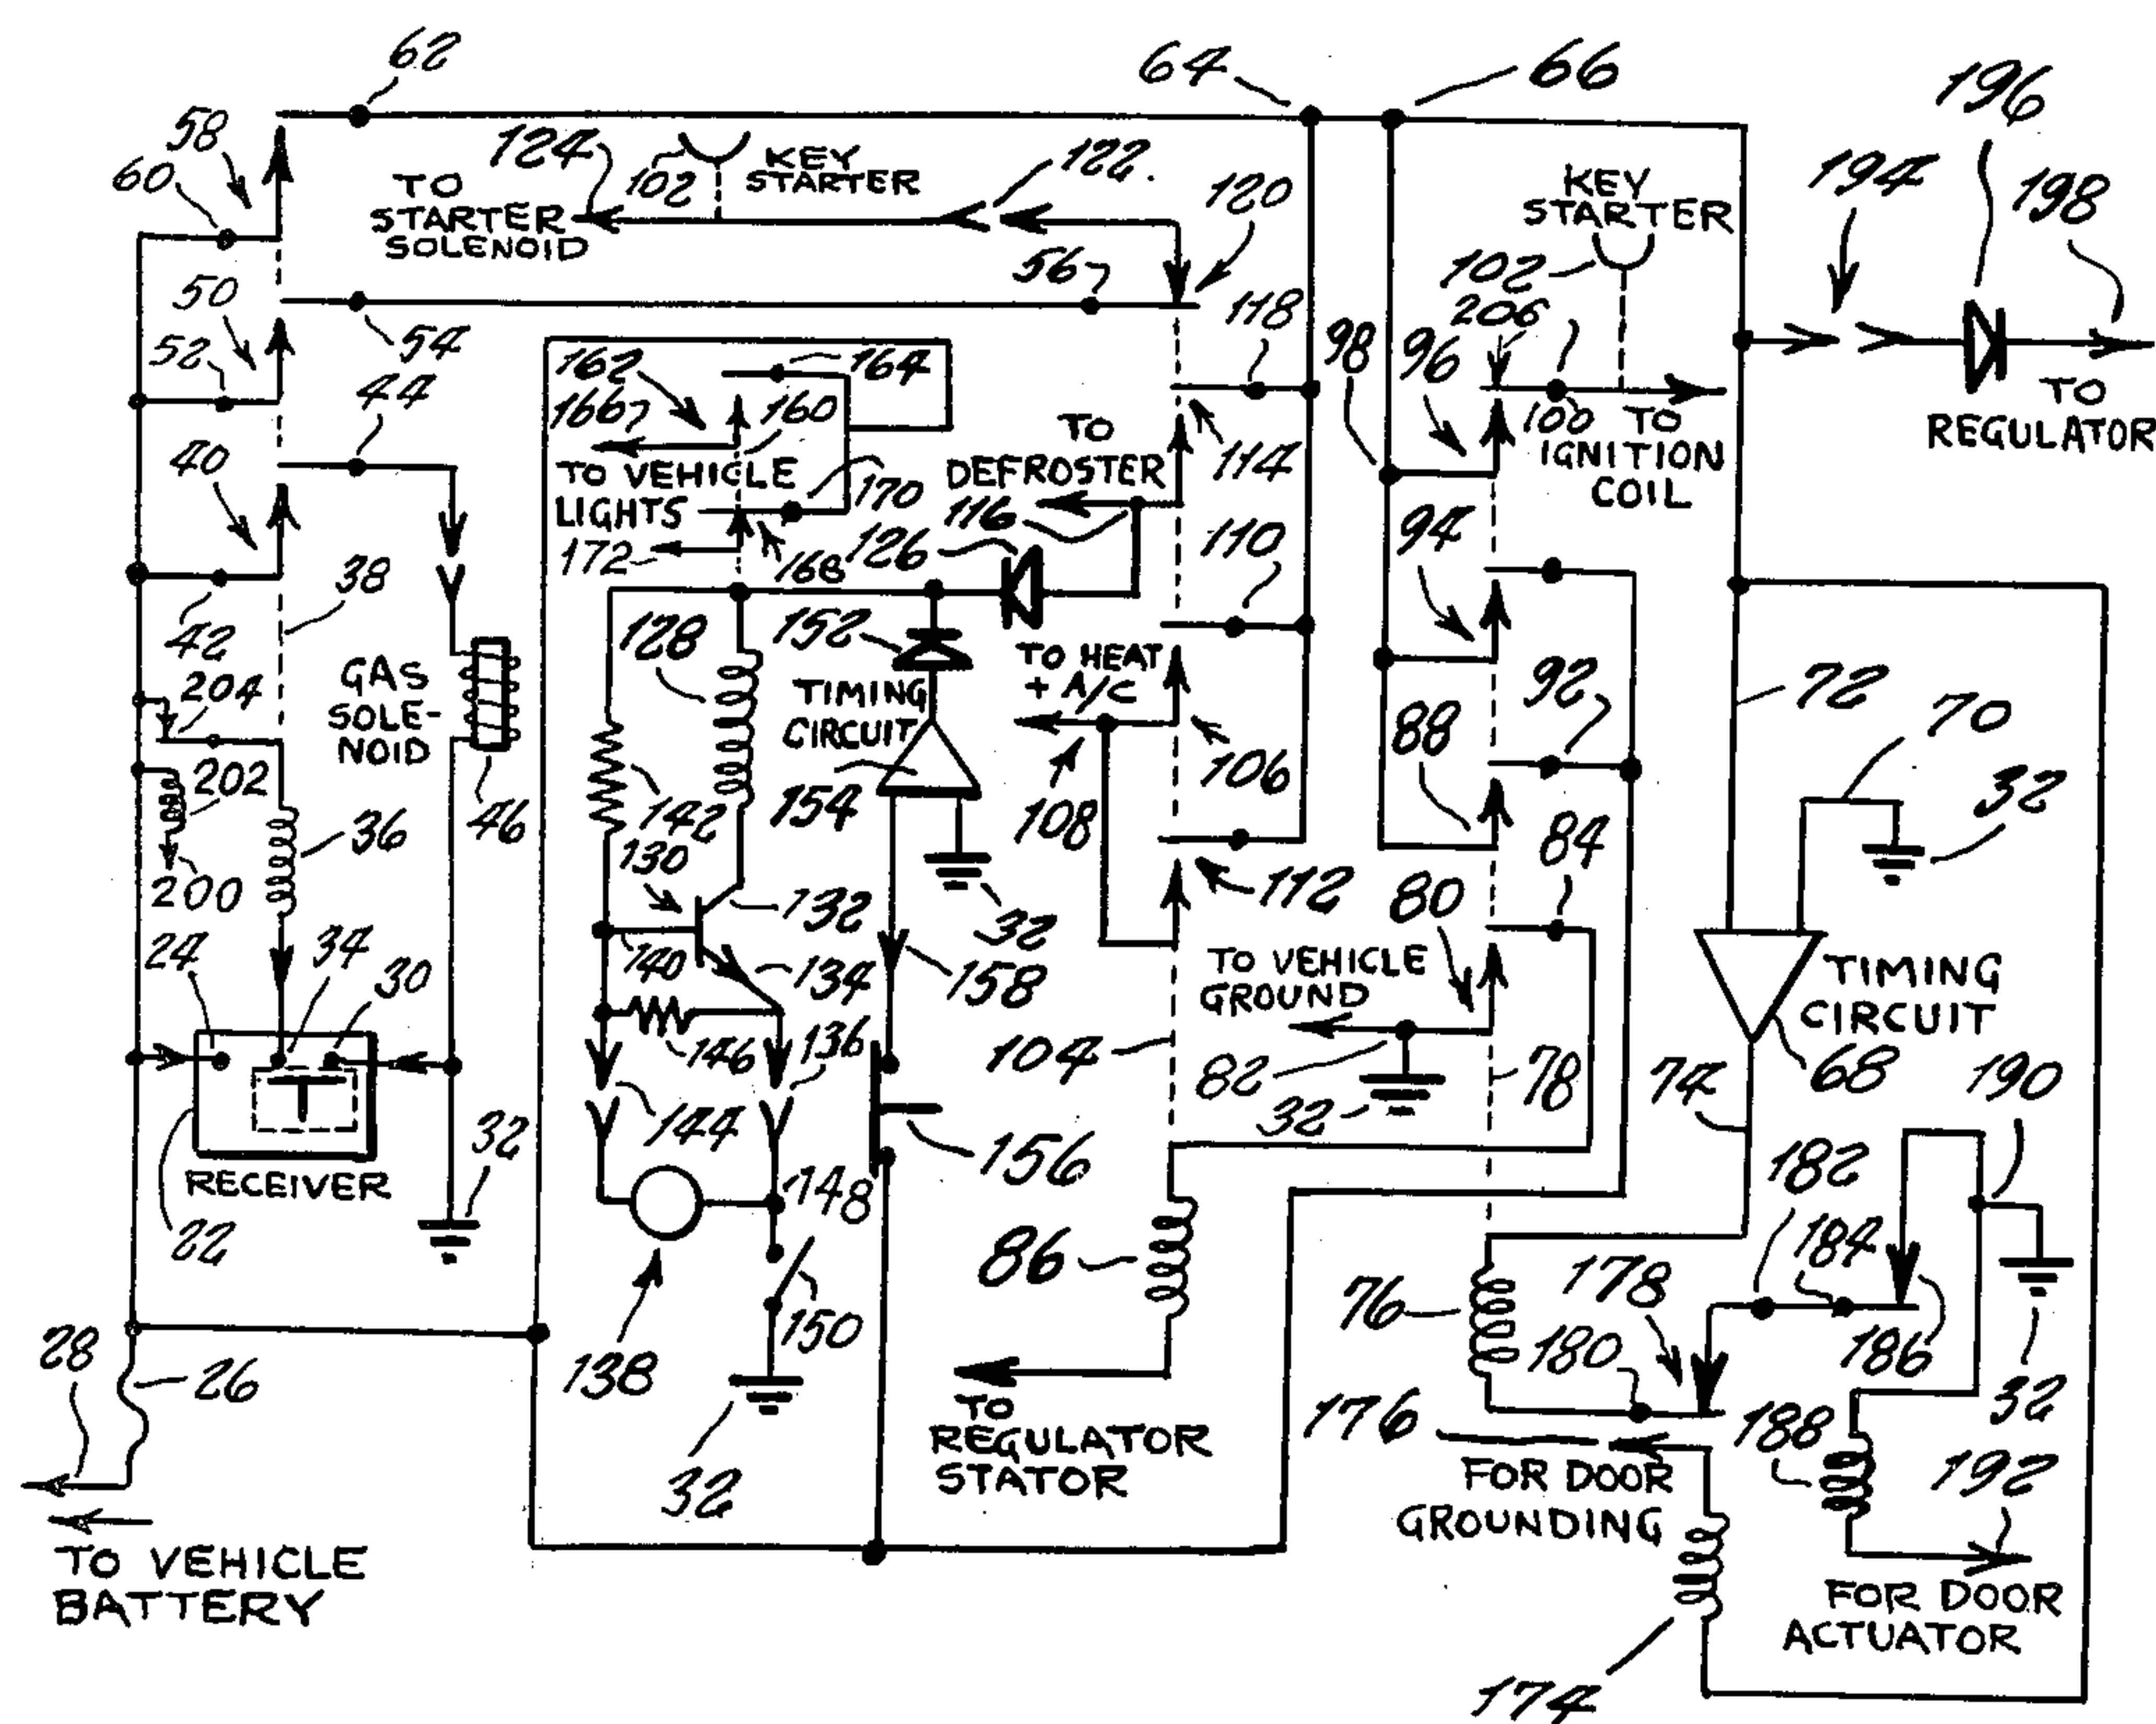 62
64
66
196
58
124
102
KEY
STARTER
122.
120
60
TO
STARTER
SOLENOID
KEY
STARTER
194
198
50
56
118
102
52
54
98
96
206
162
164
44
166
160
TO
DEFROSTER
114
100
TO
IGNITION
COIL
TO
REGULATOR
40
TO VEHICLE
LIGHTS
170
116
172
168
126
110
94
38
42
128
152
TO HEAT
+ A/C
92
72
70
204
GAS
SOLE-
NOID
TIMING
CIRCUIT
88
32
202
36
46
142
154
108
106
84
200
130
132
32
112
80
24
34
30
140
134
158
TO VEHICLE
GROUND
TIMING
CIRCUIT
136
146
104
82
32
78
74
68
190
144
156
32
RECEIVER
22
148
182
86
184
76
178
28
26
138
150
180
186
32
TO
REGULATOR
STATOR
176
188
32
FOR DOOR
GROUNDING
192
TO VEHICLE
BATTERY
FOR DOOR
ACTUATOR
174